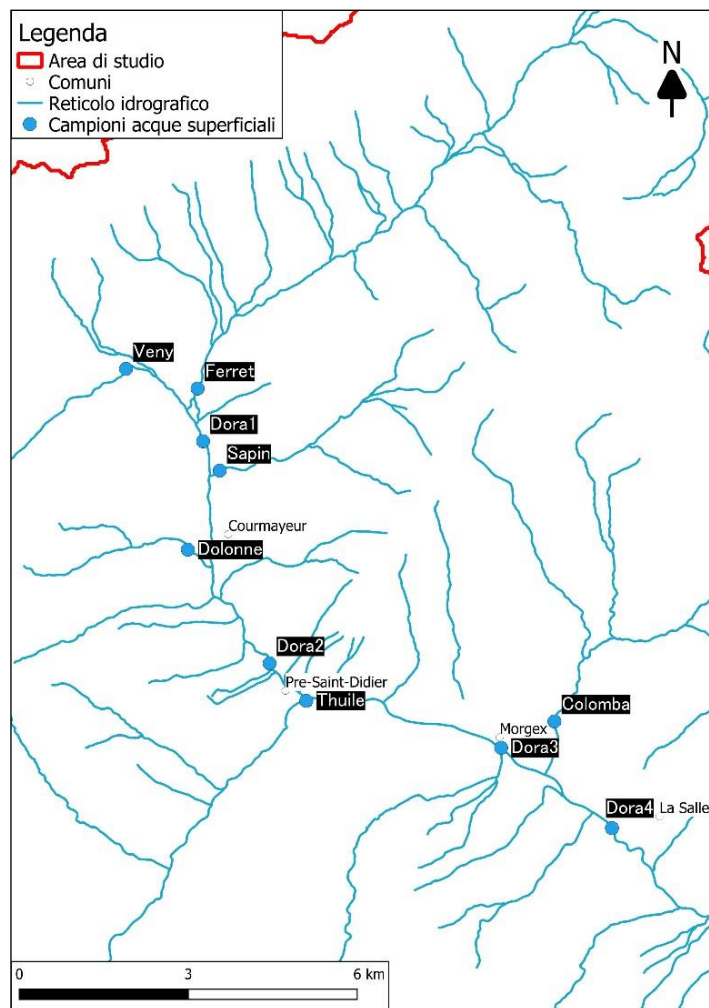 Legenda
Area di studio
Comuni
Reticolo idrografico
Campioni acque superficiali
N
Veny
Ferret
Dora1
Sapin
Courmayeur
Dolonne
Dora2
Pre-Saint-Didier
Thuile
Colomba
Morgex
Dora3
Dora4
La Salle
0 3 6 km